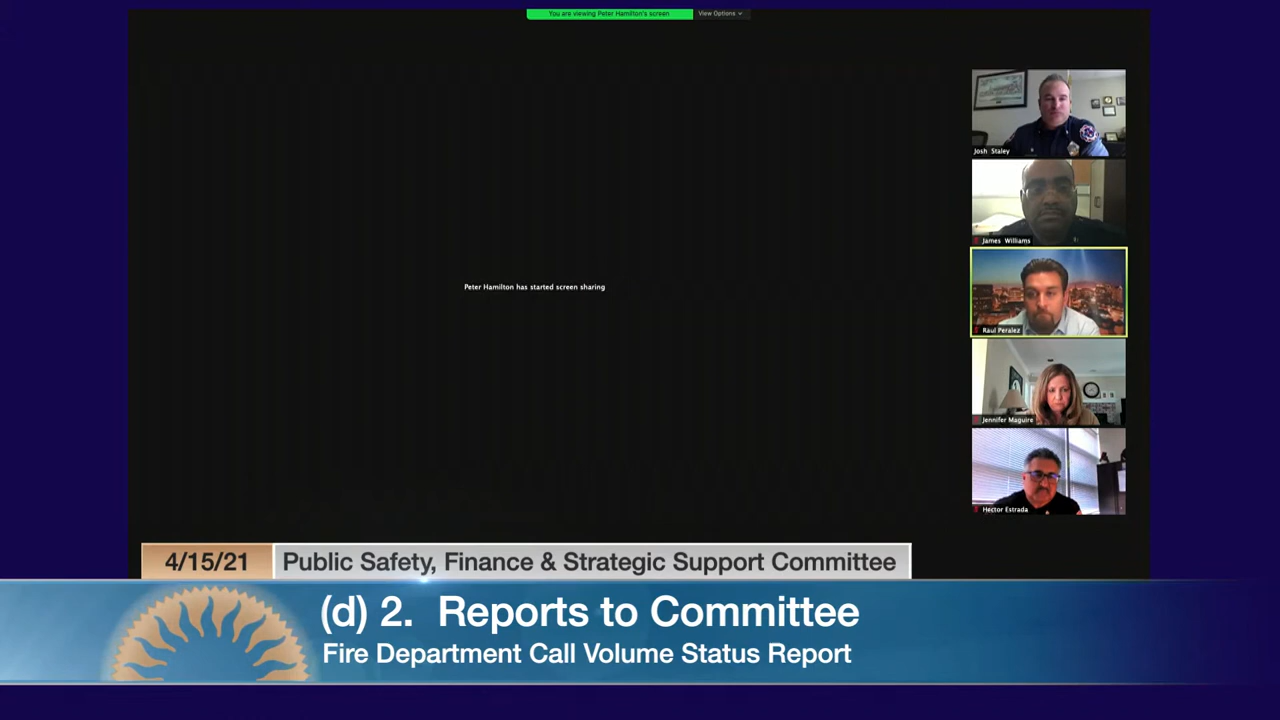 You are viewing Peter Hamilton's screen
View Options
Josh Staley
James Williams
Peter Hamilton has started screen sharing
Raul Peralez
Jennifer Maguire
Hector Estrada
4/15/21
Public Safety, Finance & Strategic Support Committee
(d) 2. Reports to Committee
Fire Department Call Volume Status Report